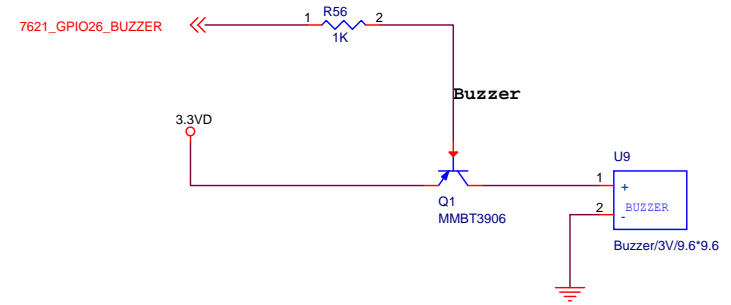 7621_GPIO26_BUZZER
1
R56
2
1K
Buzzer
3.3VD
Q1
MMBT3906
U9
1
+
2
BUZZER
-
Buzzer/3V/9.6*9.6